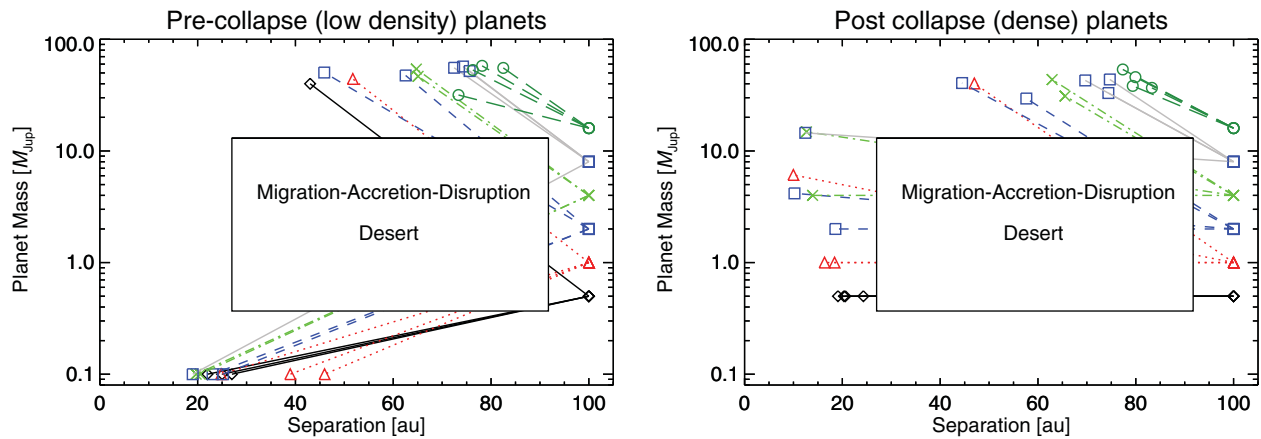 Pre-collapse (low density) planets
100.0
10.0
1.0
0.1
Planet Mass [M_Jup]
Migration-Accretion-Disruption
Desert
0 20 40 60 80 100
Separation [au]
Post collapse (dense) planets
100.0
10.0
1.0
0.1
Planet Mass [M_Jup]
Migration-Accretion-Disruption
Desert
0 20 40 60 80 100
Separation [au]